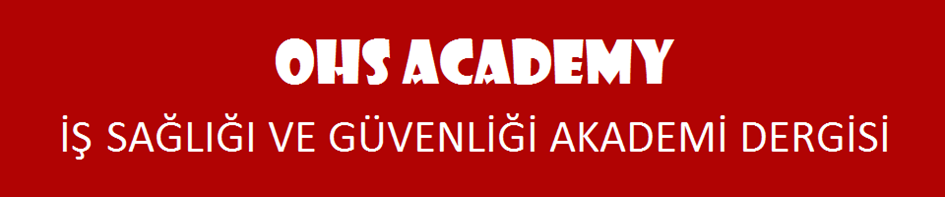 OHS ACADEMY
İŞ SAĞLIĞI VE GÜVENLİĞİ AKADEMİ DERGİSİ